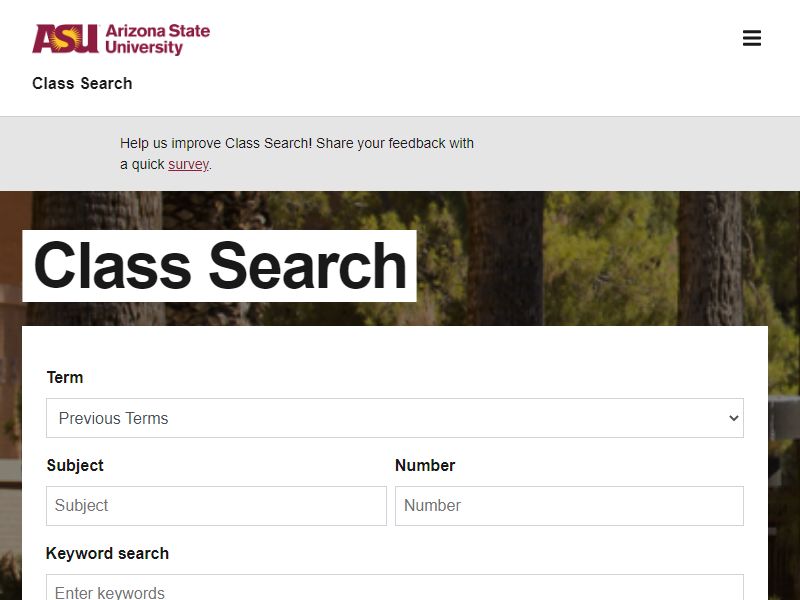 ASU Arizona State
University
Class Search
Help us improve Class Search! Share your feedback with
a quick survey.
Class Search
Term
Previous Terms
Subject
Number
Subject
Number
Keyword search
Enter keywords